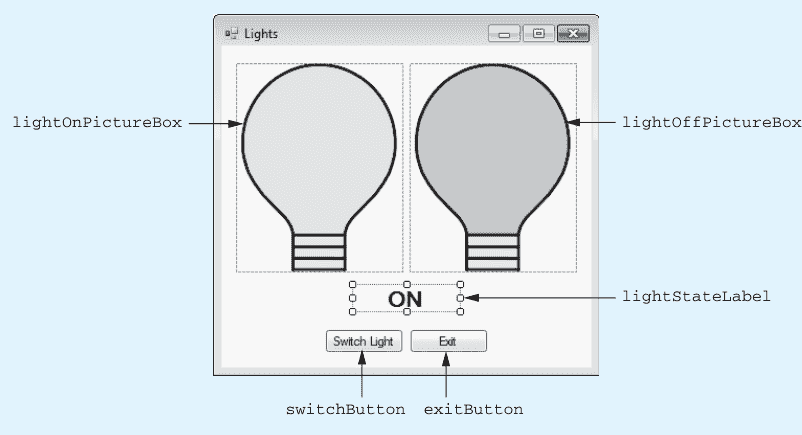 Lights
lightOnPictureBox
lightOffPictureBox
ON
lightStateLabel
Switch Light
Exit
switchButton
exitButton